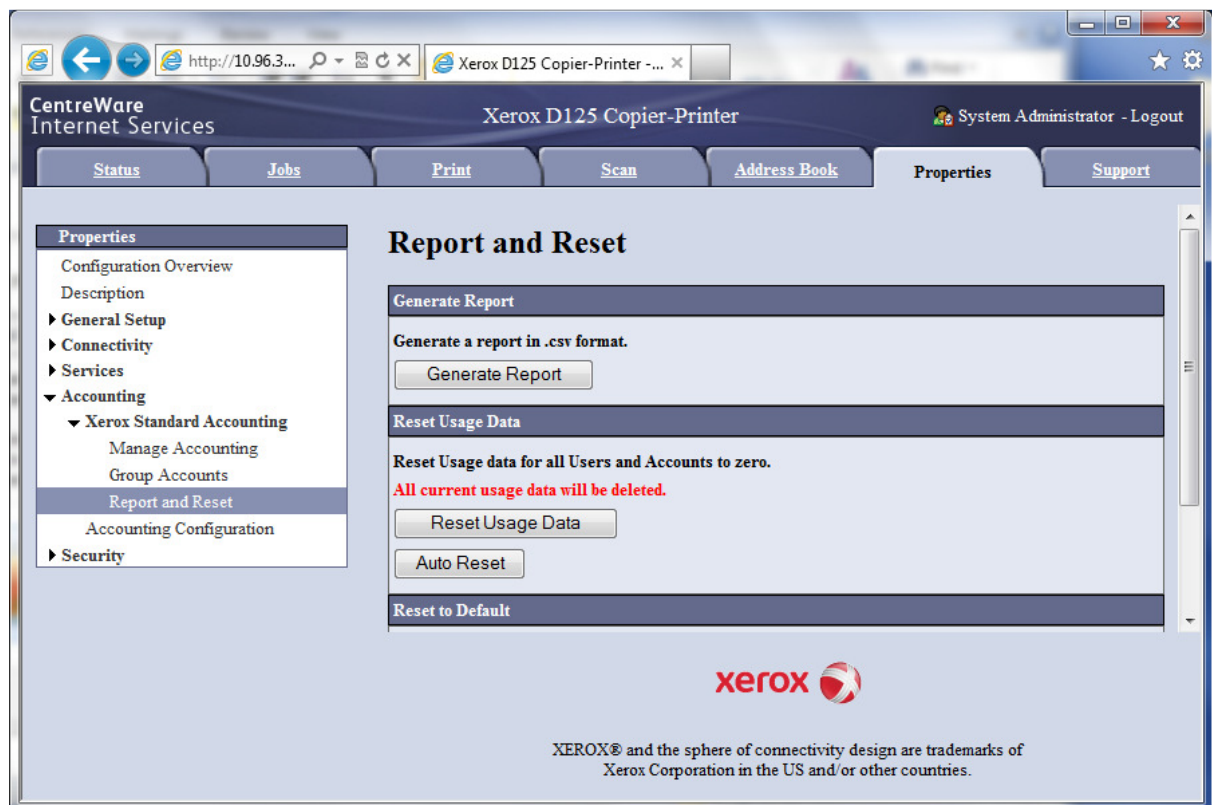 http://10.96.3...
Xerox D125 Copier-Printer -...
CentreWare
Internet Services
Xerox D125 Copier-Printer
System Administrator - Logout
Status
Jobs
Print
Scan
Address Book
Properties
Support
Properties
Configuration Overview
Description
General Setup
Connectivity
Services
Accounting
Xerox Standard Accounting
Manage Accounting
Group Accounts
Report and Reset
Accounting Configuration
Security
Report and Reset
Generate Report
Generate a report in .csv format.
Generate Report
Reset Usage Data
Reset Usage data for all Users and Accounts to zero.
All current usage data will be deleted.
Reset Usage Data
Auto Reset
Reset to Default
xerox
XEROX® and the sphere of connectivity design are trademarks of
Xerox Corporation in the US and/or other countries.